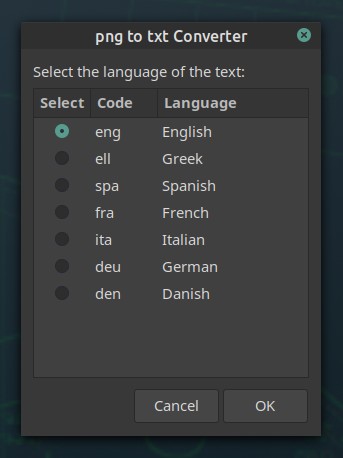 png to txt Converter
Select the language of the text:
Select Code Language
eng English
ell Greek
spa Spanish
fra French
ita Italian
deu German
den Danish
Cancel OK